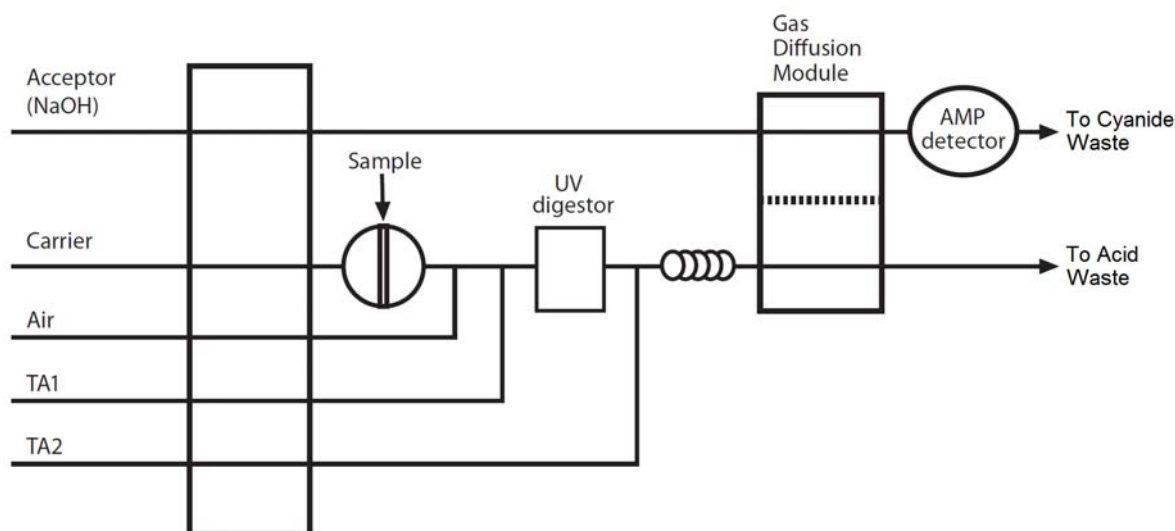 Gas
Diffusion
Module
Acceptor
(NaOH)
AMP
detector
To Cyanide
Waste
Sample
UV
digestor
Carrier
To Acid
Waste
Air
TA1
TA2